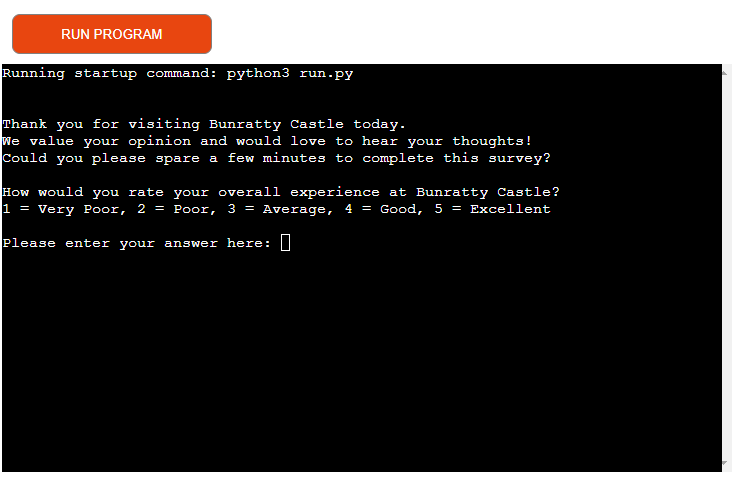 RUN PROGRAM
Running startup command: python3 run.py
Thank you for visiting Bunratty Castle today.
We value your opinion and would love to hear your thoughts!
Could you please spare a few minutes to complete this survey?
How would you rate your overall experience at Bunratty Castle?
1 = Very Poor, 2 = Poor, 3 = Average, 4 = Good, 5 = Excellent
Please enter your answer here: